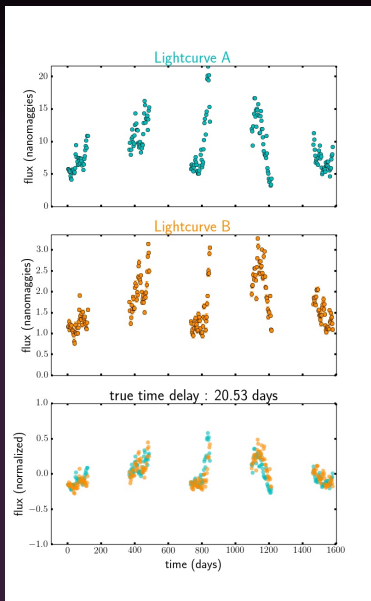 Lightcurve A
20
15
10
5
0
flux (nanomaggies)
Lightcurve B
3.0
2.5
2.0
1.5
1.0
0.5
0.0
flux (nanomaggies)
true time delay : 20.53 days
1.0
0.5
0.0
−0.5
−1.0
flux (normalized)
0 200 400 600 800 1000 1200 1400 1600
time (days)